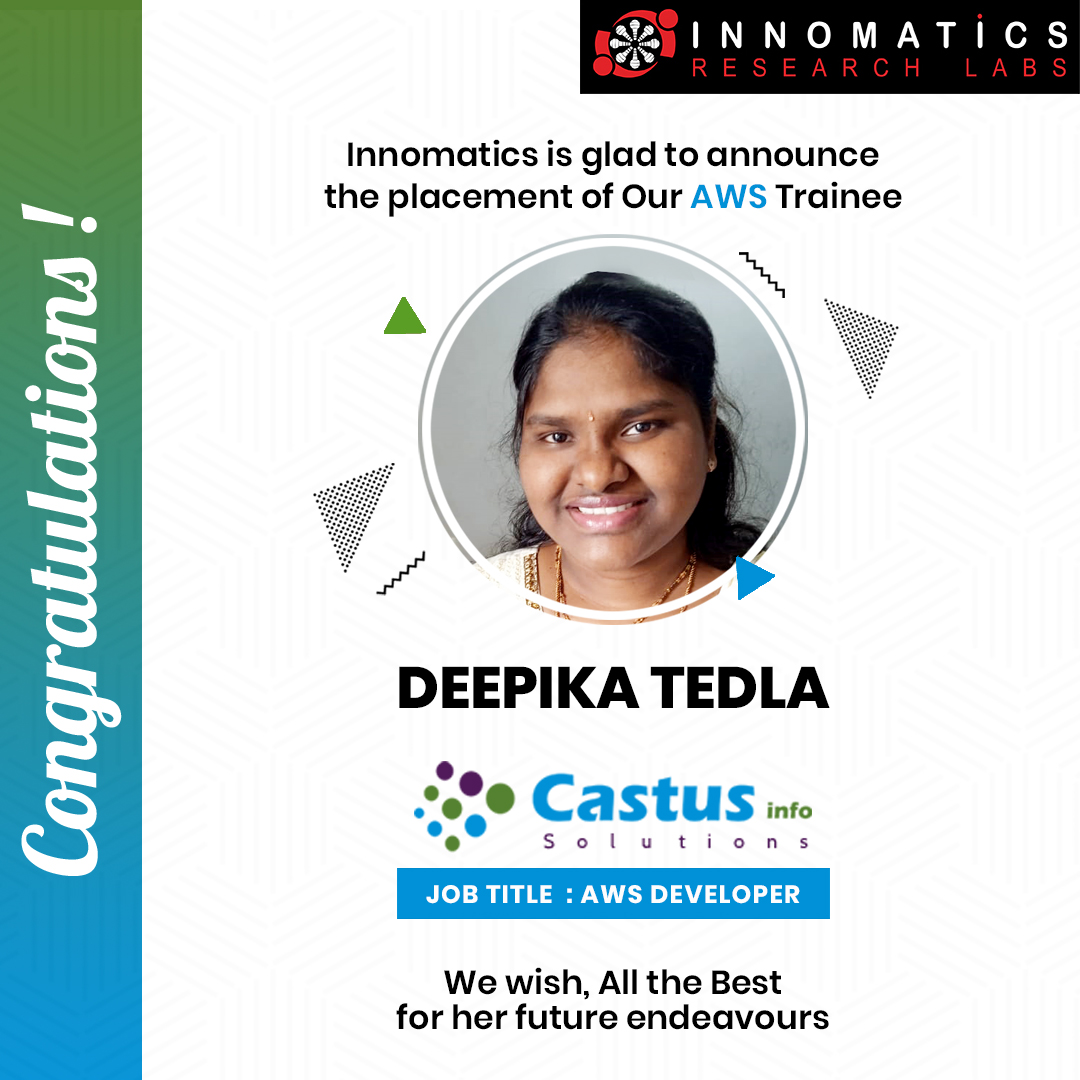 INNOMATICS
RESEARCH LABS
Congratulations !
Innomatics is glad to announce
the placement of Our AWS Trainee
DEEPIKA TEDLA
Castus info
Solutions
JOB TITLE : AWS DEVELOPER
We wish, All the Best
for her future endeavours